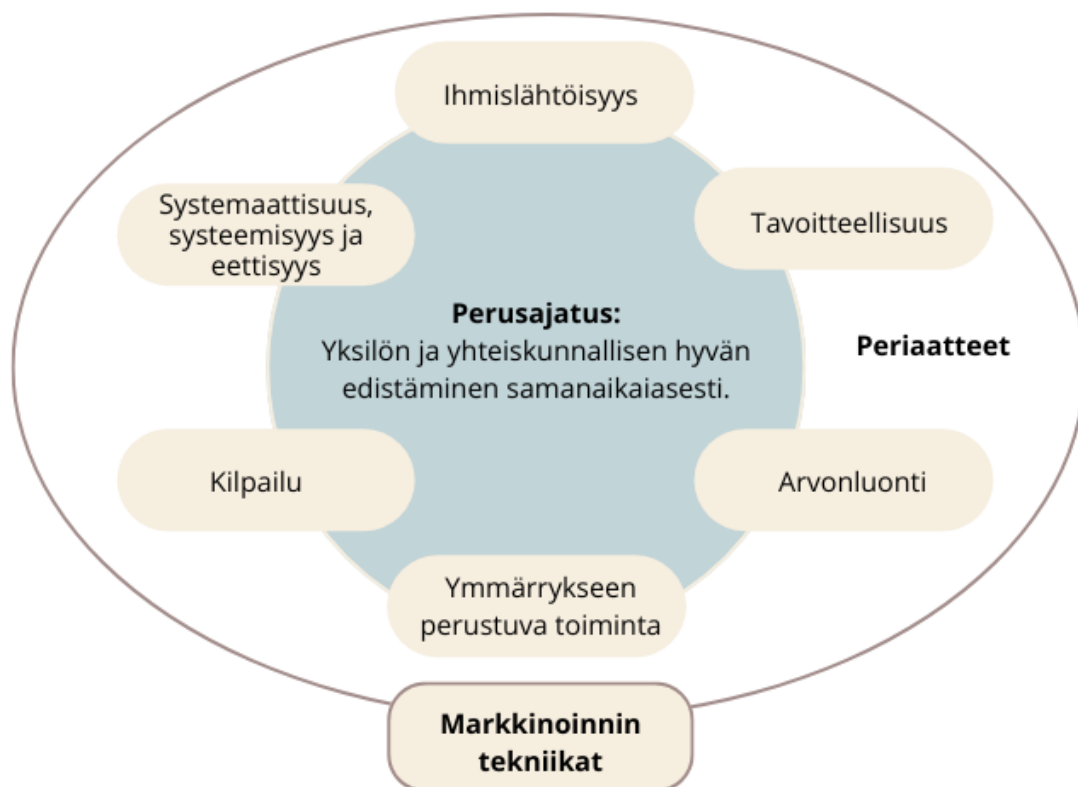 Ihmislähtöisyys
Systemaattisuus,
systeemisyys ja
eettisyys
Tavoitteellisuus
Perusajatus:
Yksilön ja yhteiskunnallisen hyvän
edistäminen samanaikaiasesti.
Periaatteet
Kilpailu
Arvonluonti
Ymmärrykseen
perustuva toiminta
Markkinoinnin
tekniikat